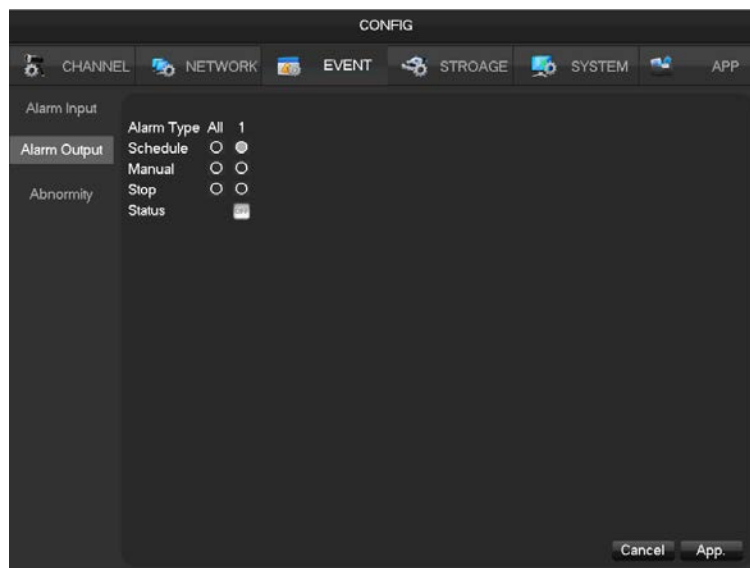 CONFIG
CHANNEL NETWORK EVENT STROAGE SYSTEM APP
Alarm Input
Alarm Output
Abnormity
Alarm Type All 1
Schedule
Manual
Stop
Status OFF
Cancel App.